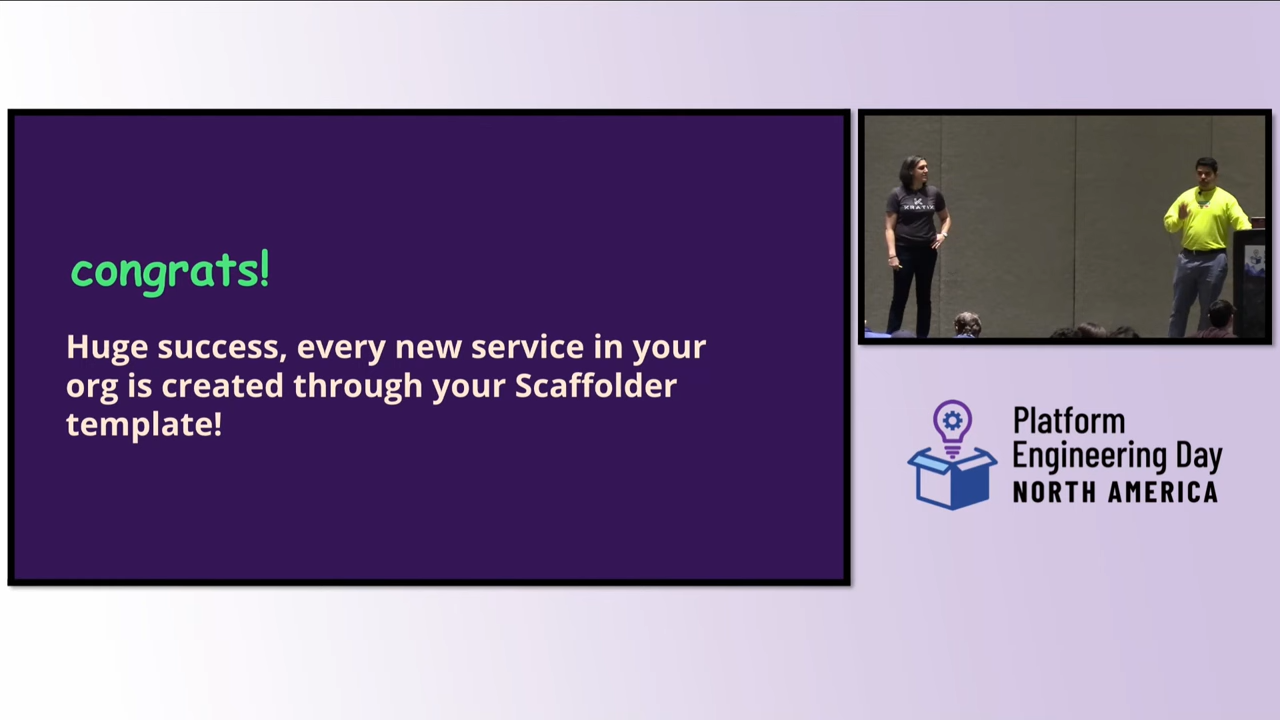 congrats!
Huge success, every new service in your
org is created through your Scaffolder
template!
KRATIX
Platform
Engineering Day
NORTH AMERICA